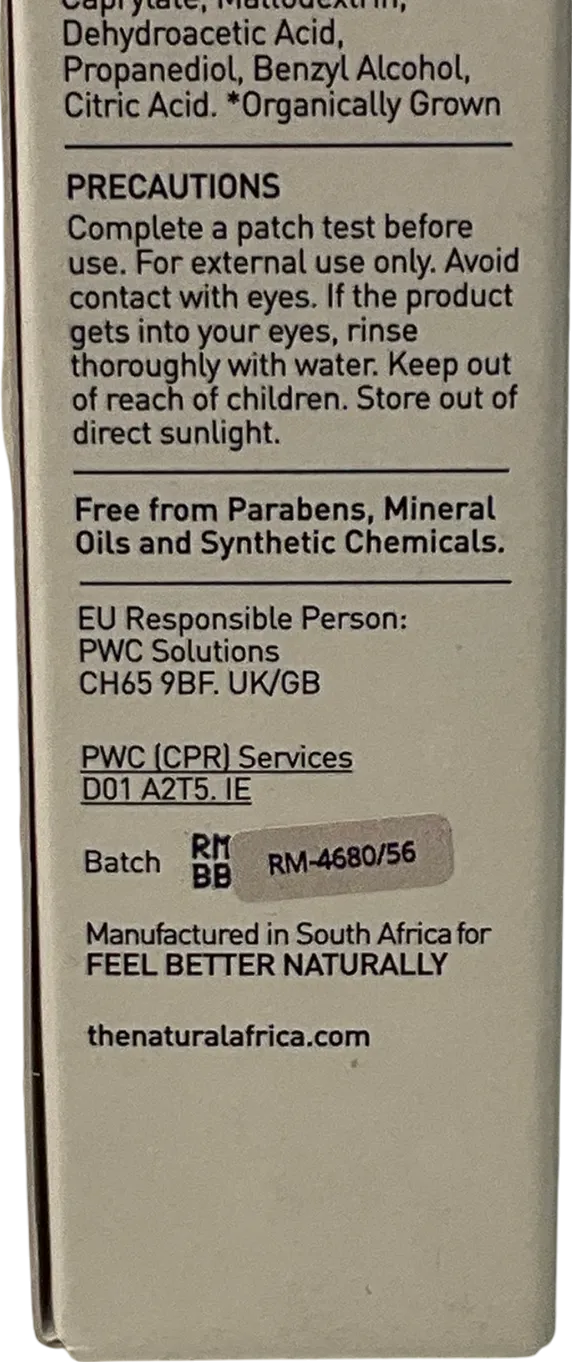 Caprylate, Maltodextrin,
Dehydroacetic Acid,
Propanediol, Benzyl Alcohol,
Citric Acid. *Organically Grown
PRECAUTIONS
Complete a patch test before
use. For external use only. Avoid
contact with eyes. If the product
gets into your eyes, rinse
thoroughly with water. Keep out
of reach of children. Store out of
direct sunlight.
Free from Parabens, Mineral
Oils and Synthetic Chemicals.
EU Responsible Person:
PWC Solutions
CH65 9BF. UK/GB
PWC (CPR) Services
D01 A2T5. IE
Batch RM RM-4680/56
BB
Manufactured in South Africa for
FEEL BETTER NATURALLY
thenaturalafrica.com